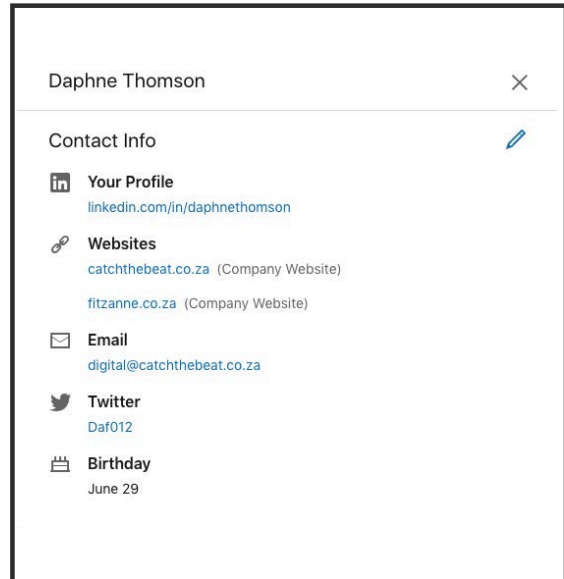 Daphne Thomson
Contact Info
in Your Profile
linkedin.com/in/daphnethomson
Websites
catchthebeat.co.za (Company Website)
fitzanne.co.za (Company Website)
Email
digital@catchthebeat.co.za
Twitter
Daf012
Birthday
June 29